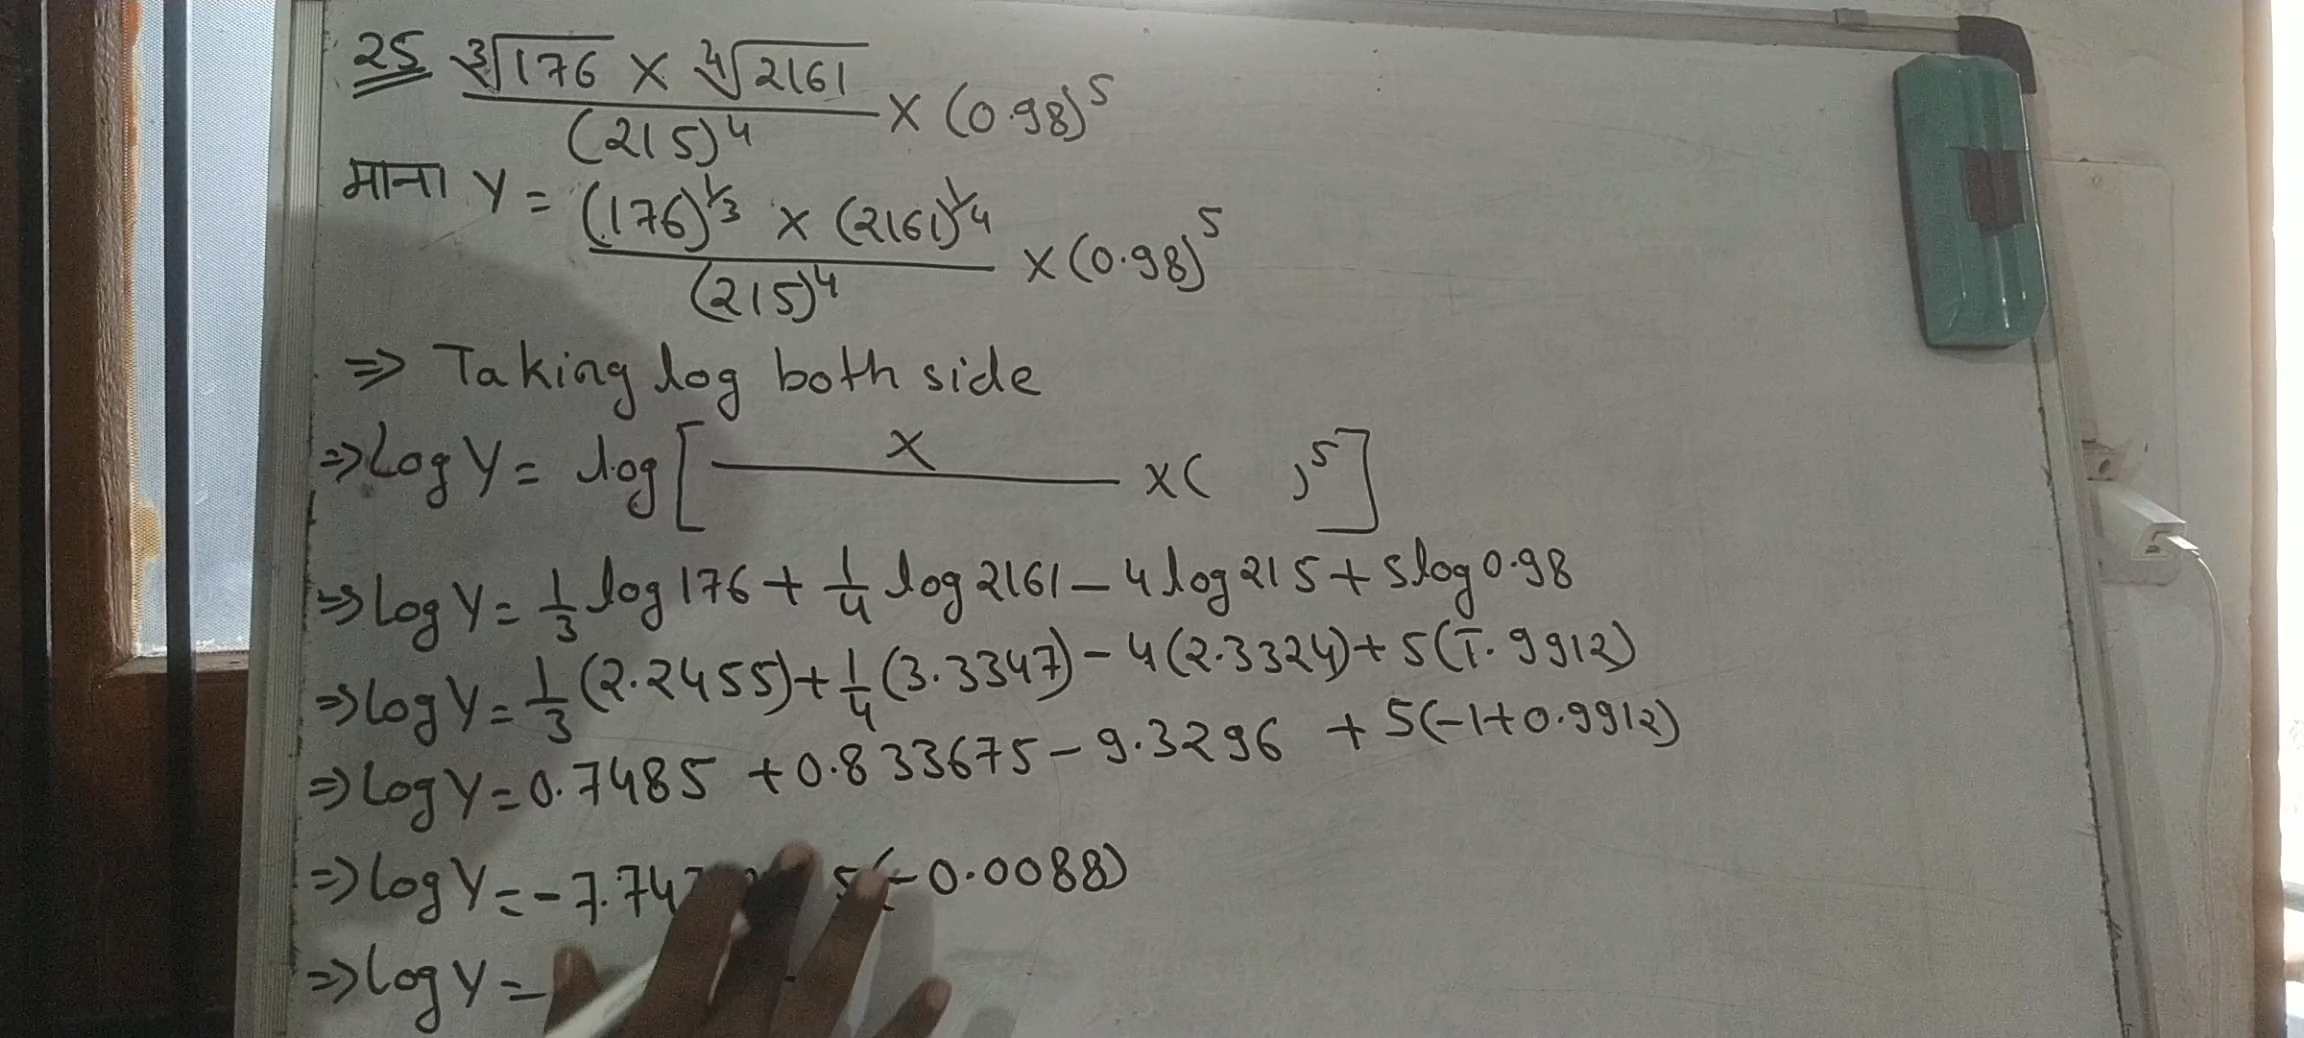 25 ∛176 × ∜2161 / (215)⁴ × (0.98)⁵
माना Y = (176)^1/3 × (2161)^1/4 / (215)⁴ × (0.98)⁵
⇒ Taking log both side
⇒ Log Y = log [ × / × ( )⁵ ]
⇒ Log Y = 1/3 log 176 + 1/4 log 2161 - 4 log 215 + 5 log 0.98
⇒ Log Y = 1/3 (2.2455) + 1/4 (3.3347) - 4 (2.3324) + 5 (1̅.9912)
⇒ Log Y = 0.7485 + 0.833675 - 9.3296 + 5(-1+0.9912)
⇒ Log Y = -7.74 5(-0.0088)
⇒ Log Y =